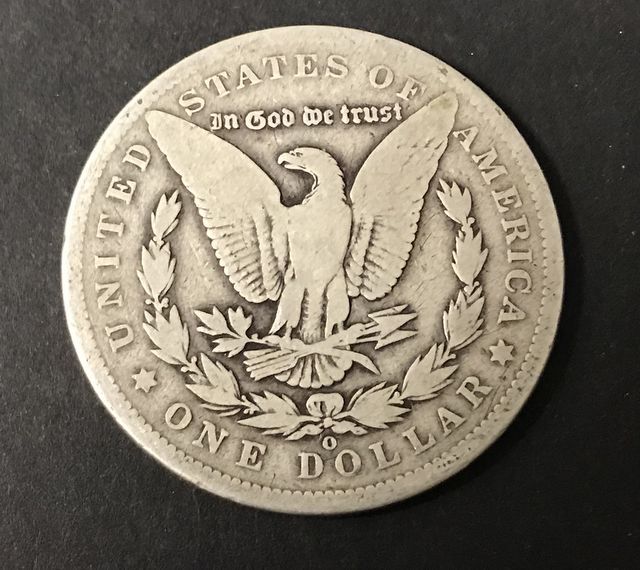 UNITED STATES OF AMERICA
In God we trust
O
ONE DOLLAR